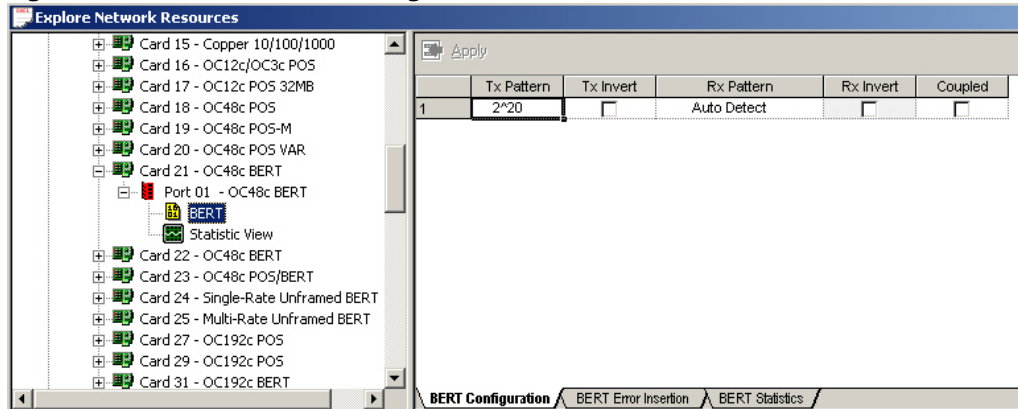 Explore Network Resources
Card 15 - Copper 10/100/1000
Card 16 - OC12c/OC3c POS
Card 17 - OC12c POS 32MB
Card 18 - OC48c POS
Card 19 - OC48c POS-M
Card 20 - OC48c POS VAR
Card 21 - OC48c BERT
Port 01 - OC48c BERT
BERT
Statistic View
Card 22 - OC48c BERT
Card 23 - OC48c POS/BERT
Card 24 - Single-Rate Unframed BERT
Card 25 - Multi-Rate Unframed BERT
Card 27 - OC192c POS
Card 29 - OC192c POS
Card 31 - OC192c BERT
Apply
Tx Pattern Tx Invert Rx Pattern Rx Invert Coupled
1 2^20 Auto Detect
BERT Configuration BERT Error Insertion BERT Statistics